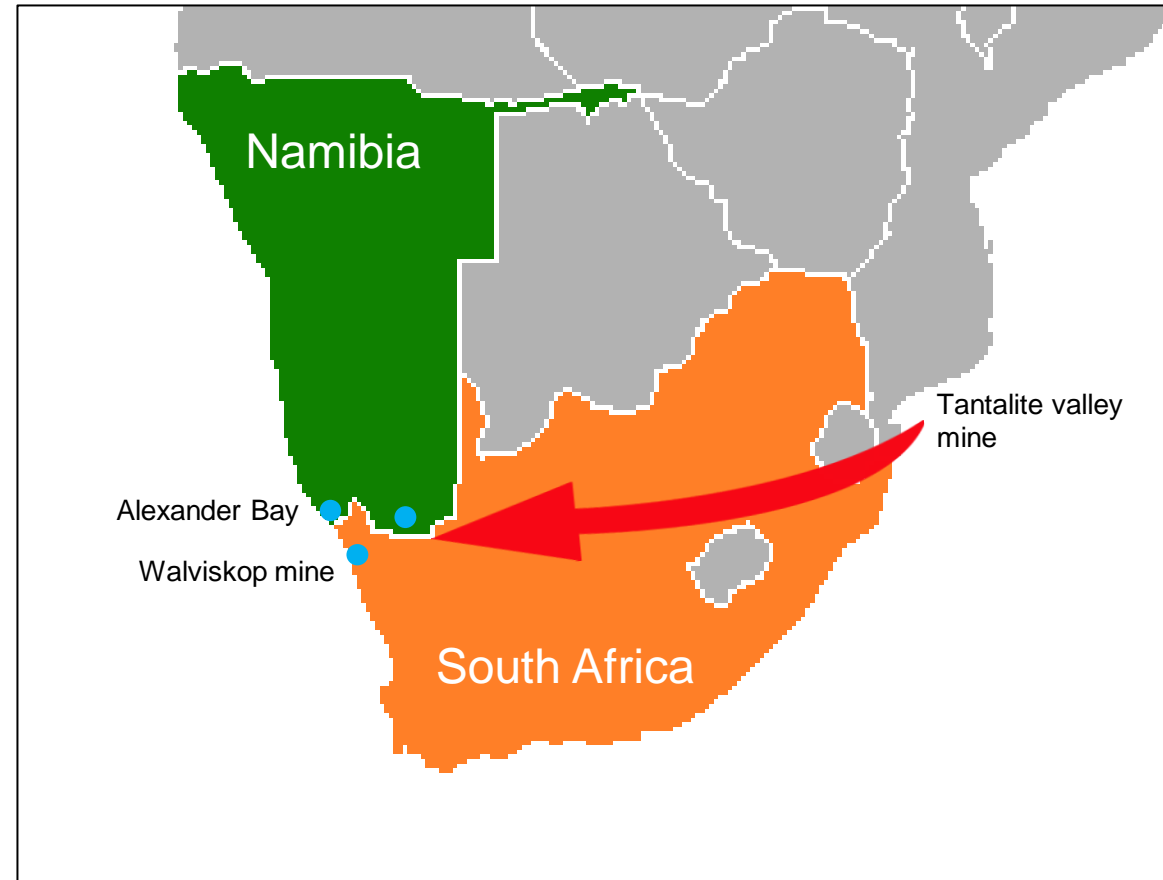 Namibia
Tantalite valley
mine
Alexander Bay
Walviskop mine
South Africa